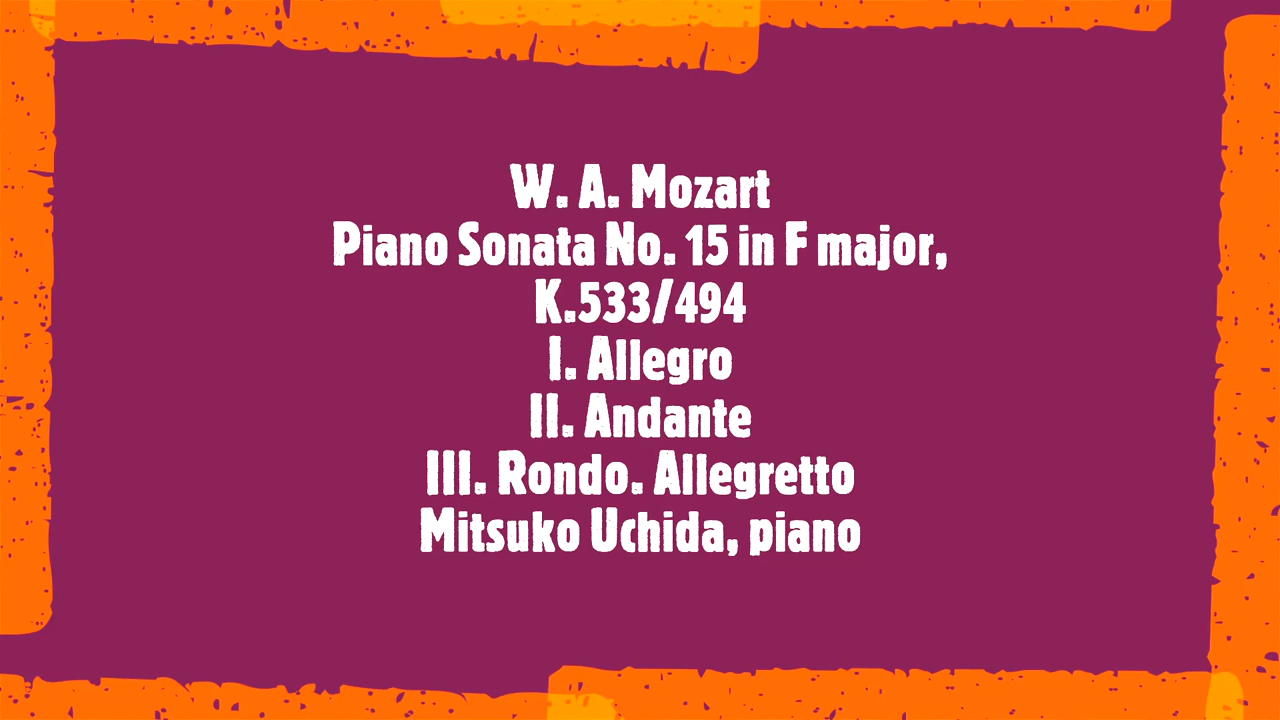 W. A. Mozart
Piano Sonata No. 15 in F major,
K.533/494
I. Allegro
II. Andante
III. Rondo. Allegretto
Mitsuko Uchida, piano